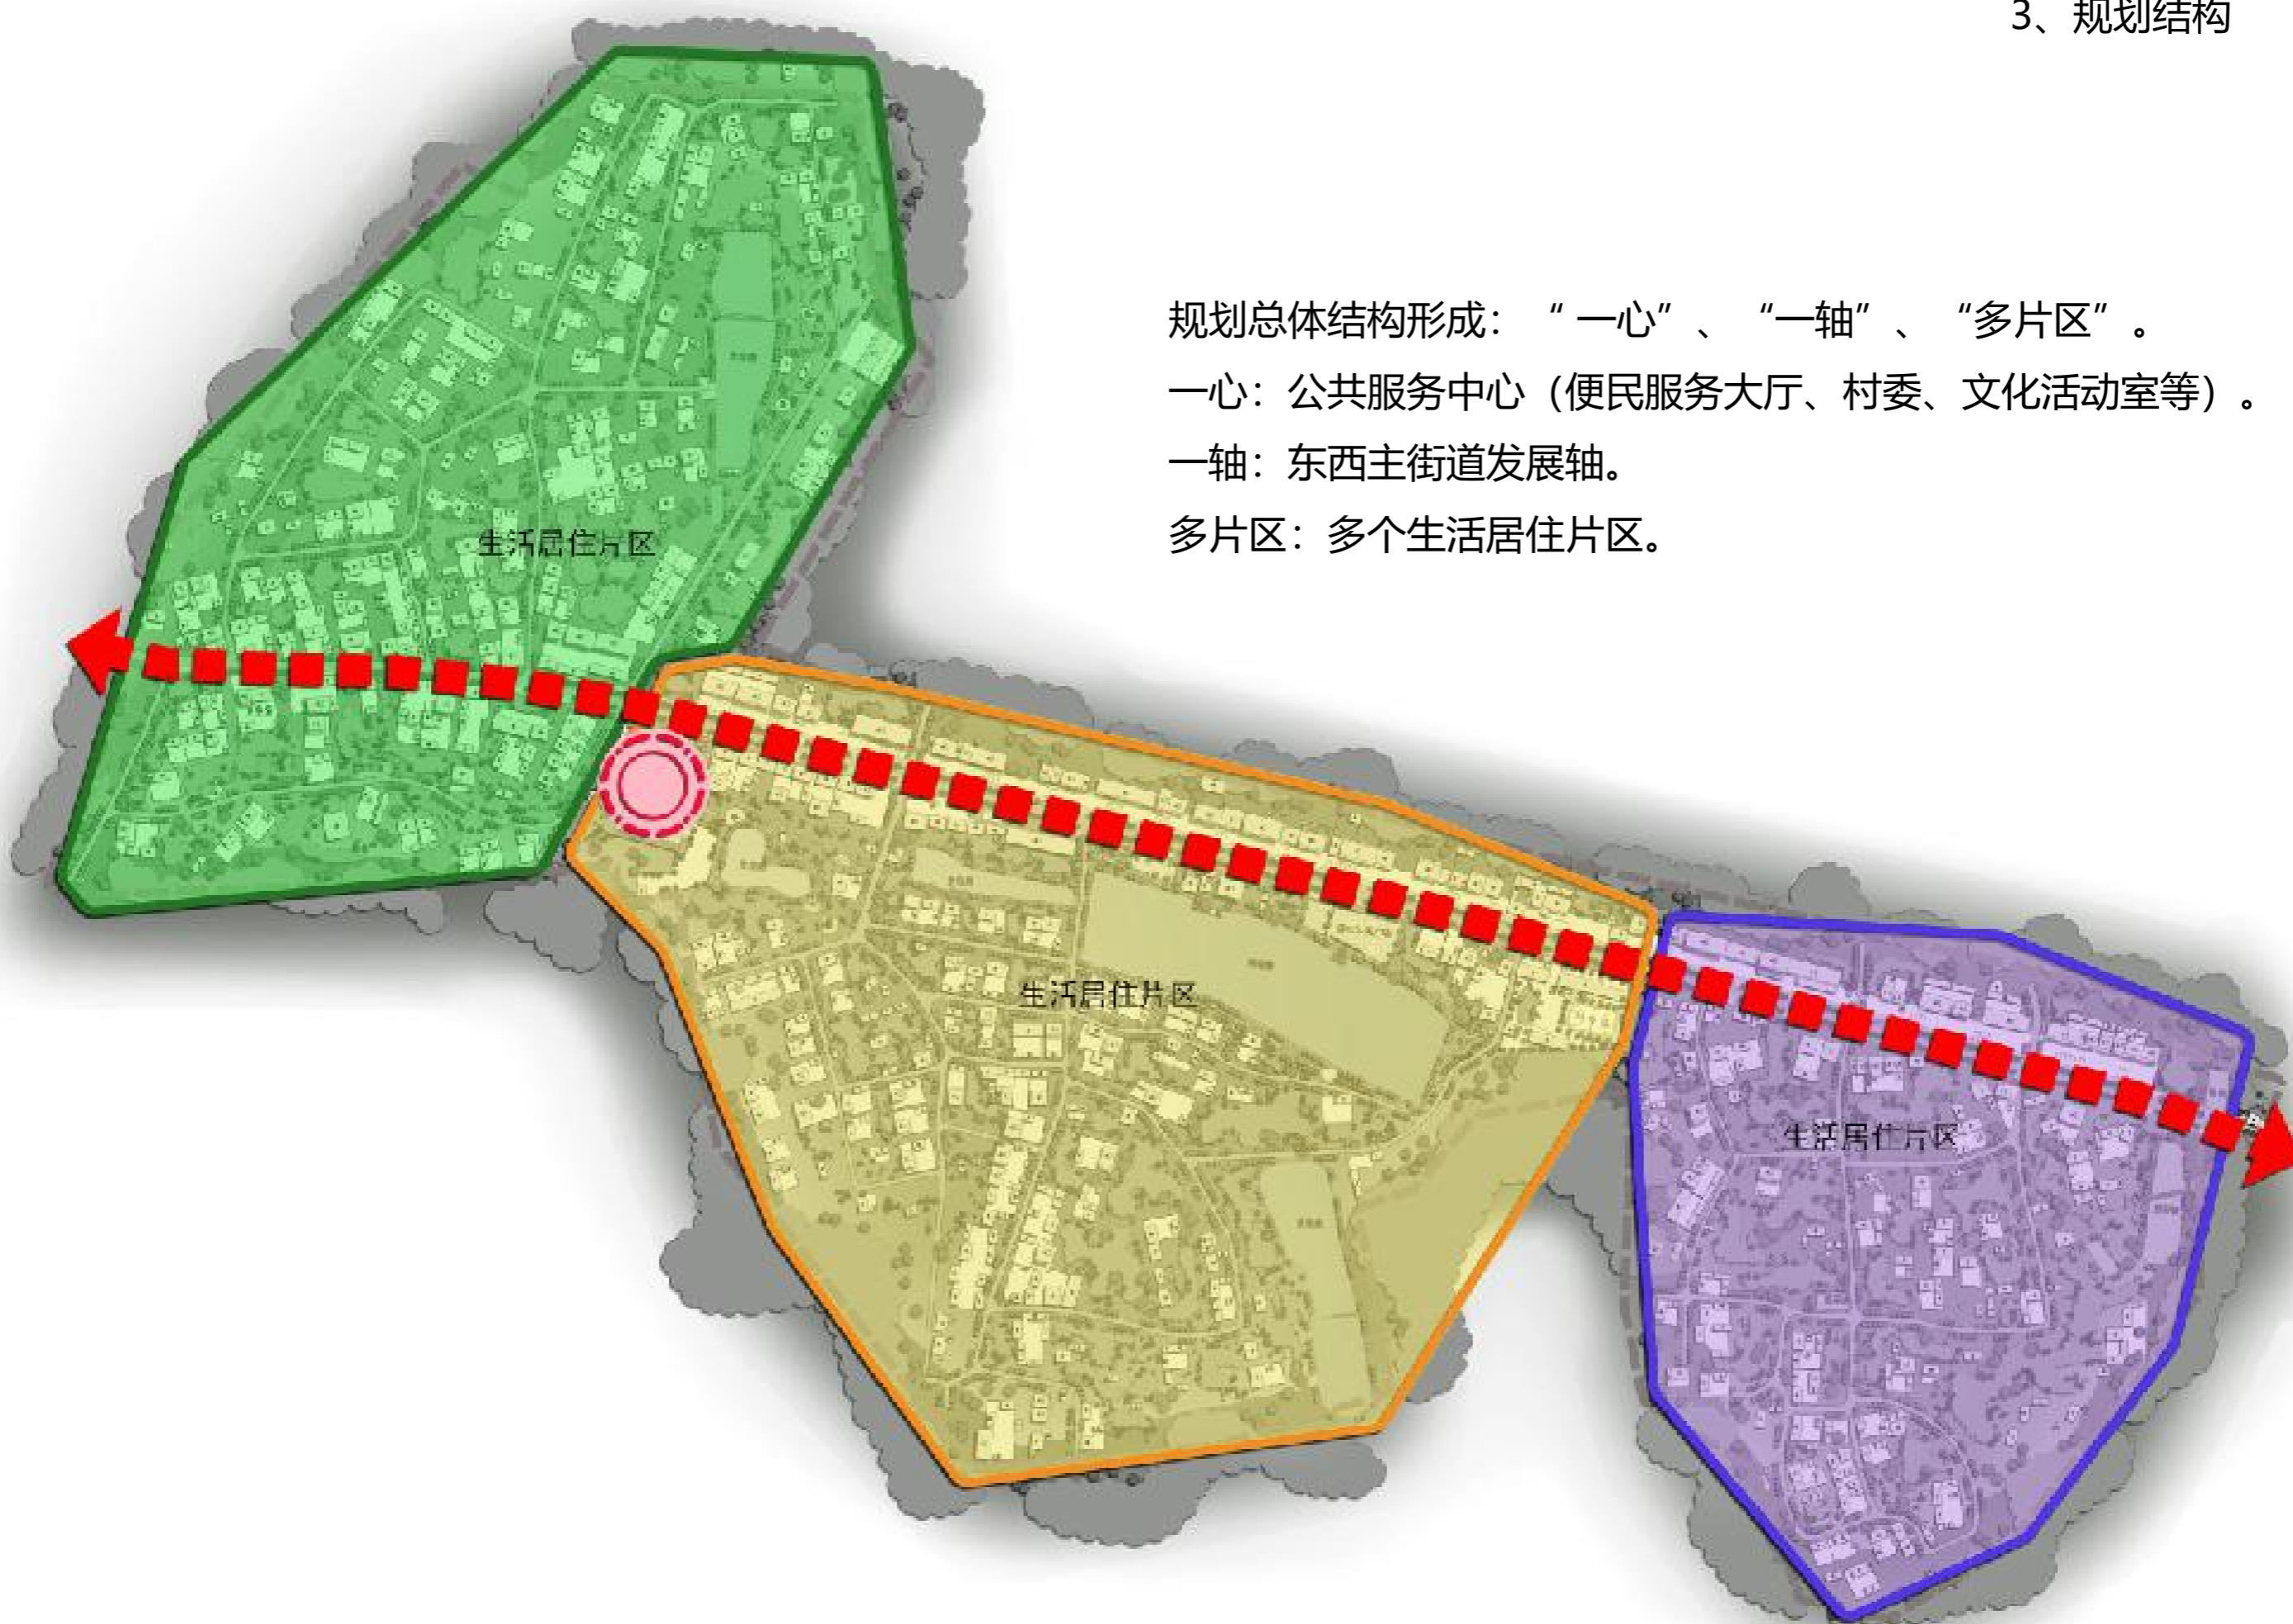 3、规划结构
规划总体结构形成：“ 一心”、“一轴”、“多片区”。
一心：公共服务中心（便民服务大厅、村委、文化活动室等）。
一轴：东西主街道发展轴。
多片区：多个生活居住片区。
生活居住片区
生活居住片区
生活居住片区